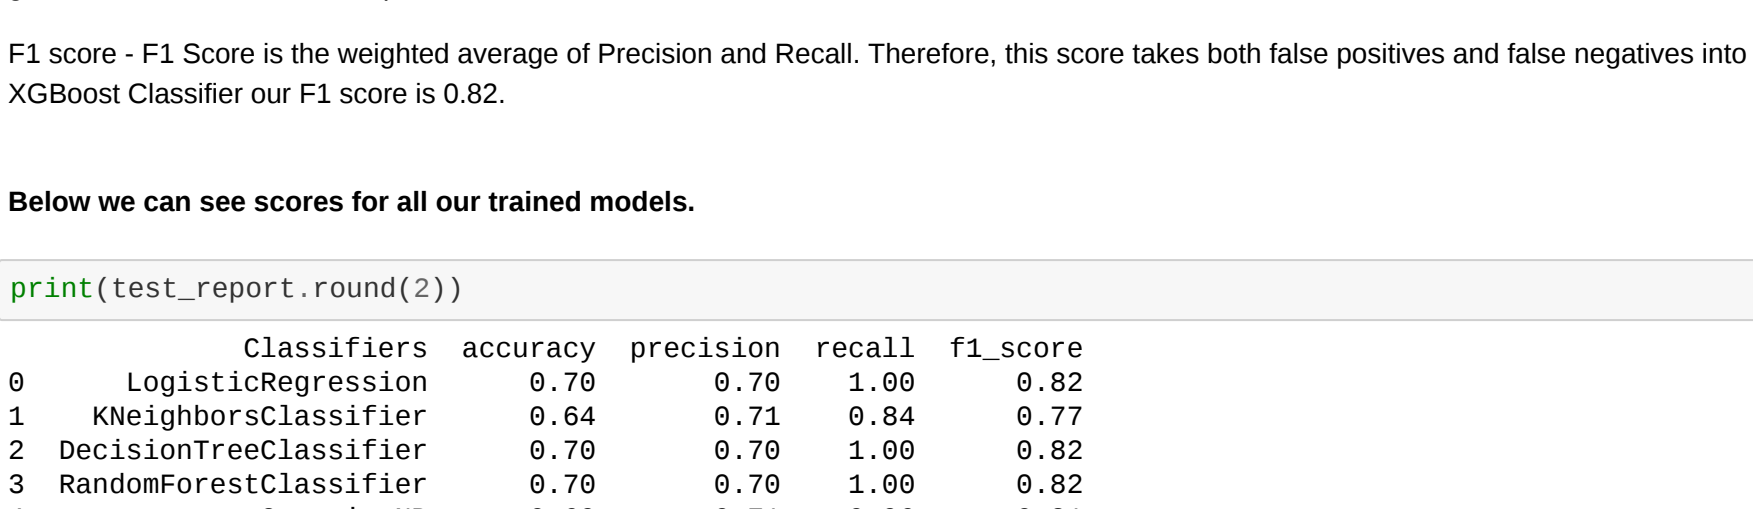 F1 score - F1 Score is the weighted average of Precision and Recall. Therefore, this score takes both false positives and false negatives into
XGBoost Classifier our F1 score is 0.82.
Below we can see scores for all our trained models.
print(test_report.round(2))
Classifiers accuracy precision recall f1_score
0 LogisticRegression 0.70 0.70 1.00 0.82
1 KNeighborsClassifier 0.64 0.71 0.84 0.77
2 DecisionTreeClassifier 0.70 0.70 1.00 0.82
3 RandomForestClassifier 0.70 0.70 1.00 0.82